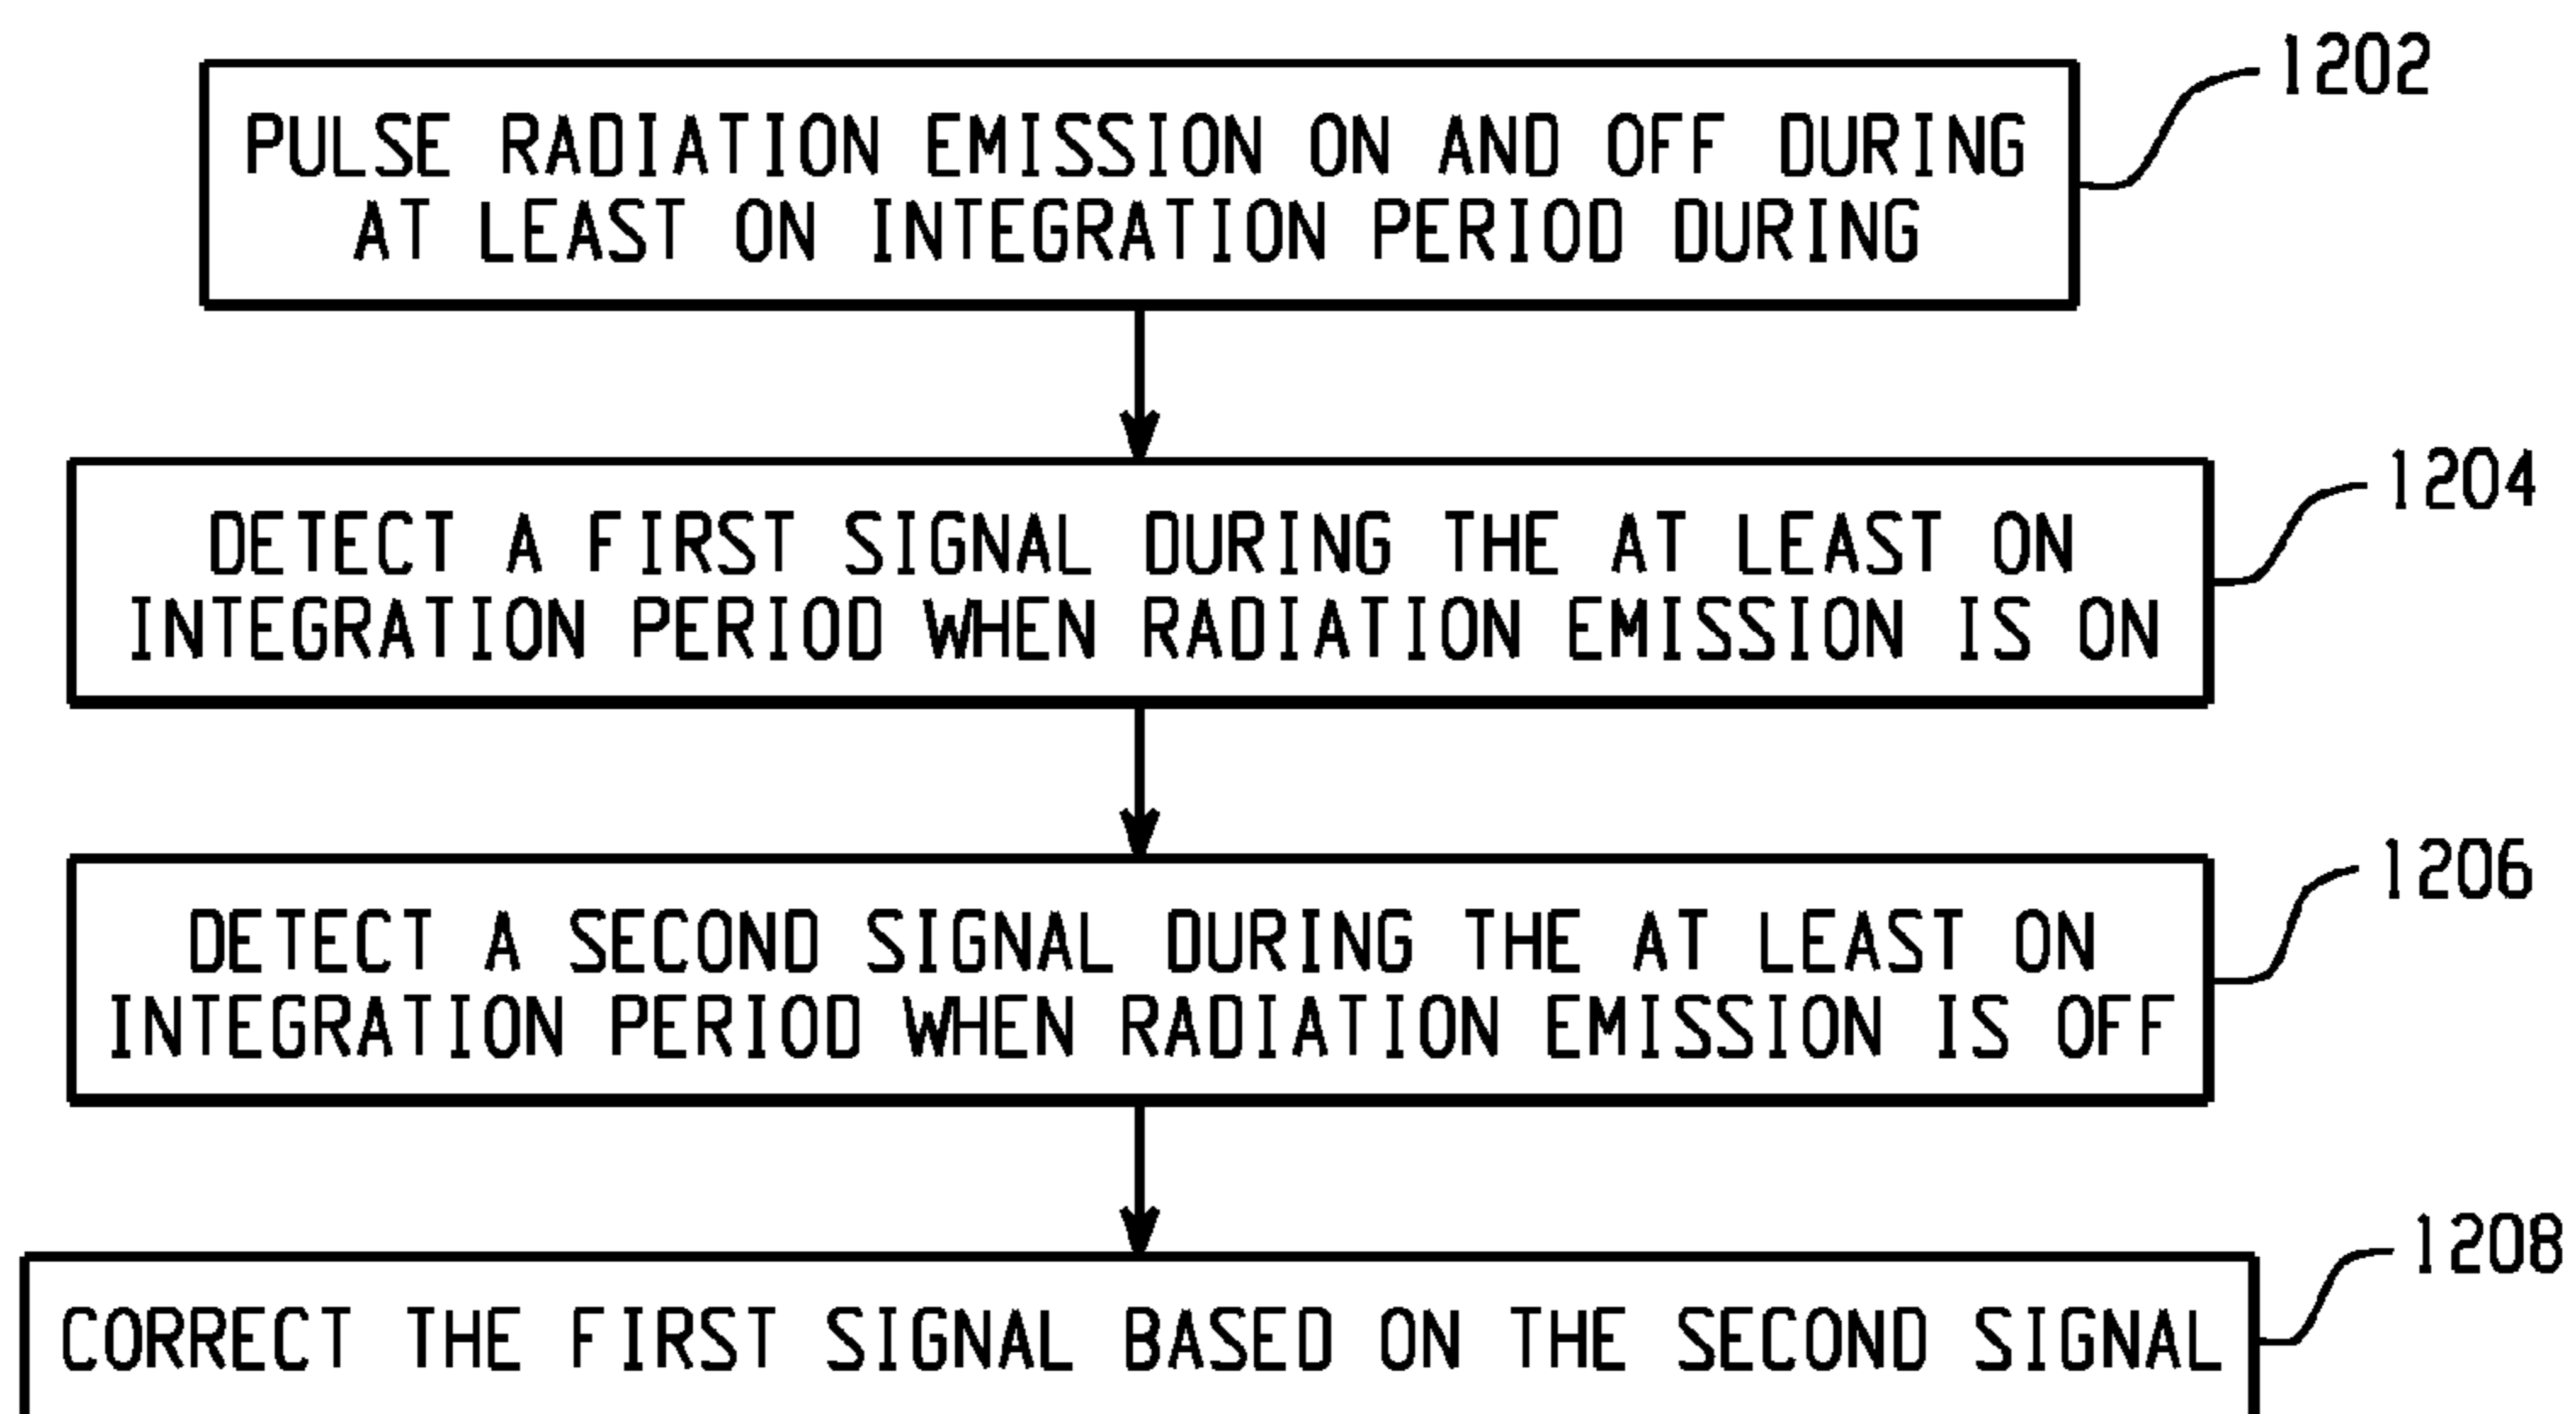 1202
PULSE RADIATION EMISSION ON AND OFF DURING
AT LEAST ON INTEGRATION PERIOD DURING
1204
DETECT A FIRST SIGNAL DURING THE AT LEAST ON
INTEGRATION PERIOD WHEN RADIATION EMISSION IS ON
1206
DETECT A SECOND SIGNAL DURING THE AT LEAST ON
INTEGRATION PERIOD WHEN RADIATION EMISSION IS OFF
1208
CORRECT THE FIRST SIGNAL BASED ON THE SECOND SIGNAL